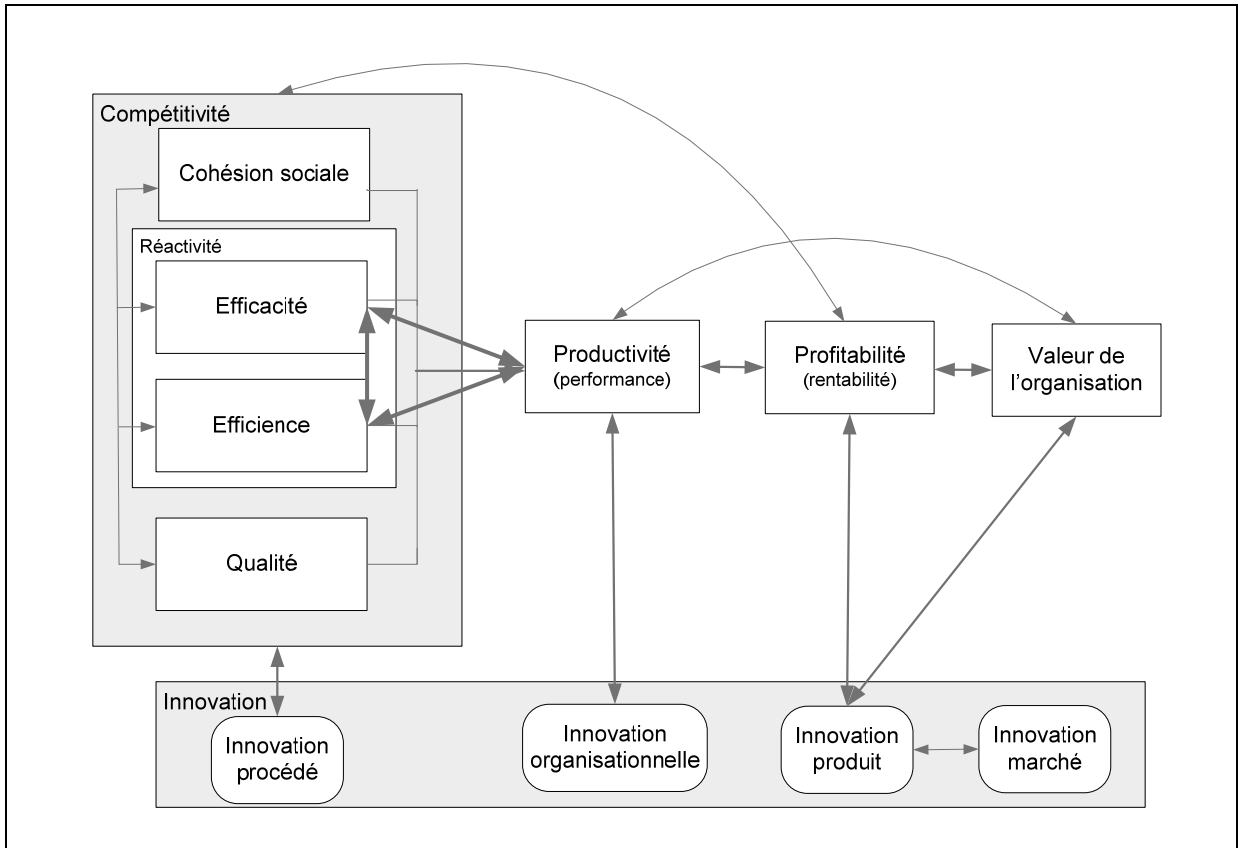 Compétitivité
Cohésion sociale
Réactivité
Efficacité
Efficience
Qualité
Productivité
(performance)
Profitabilité
(rentabilité)
Valeur de
l'organisation
Innovation
Innovation
procédé
Innovation
organisationnelle
Innovation
produit
Innovation
marché